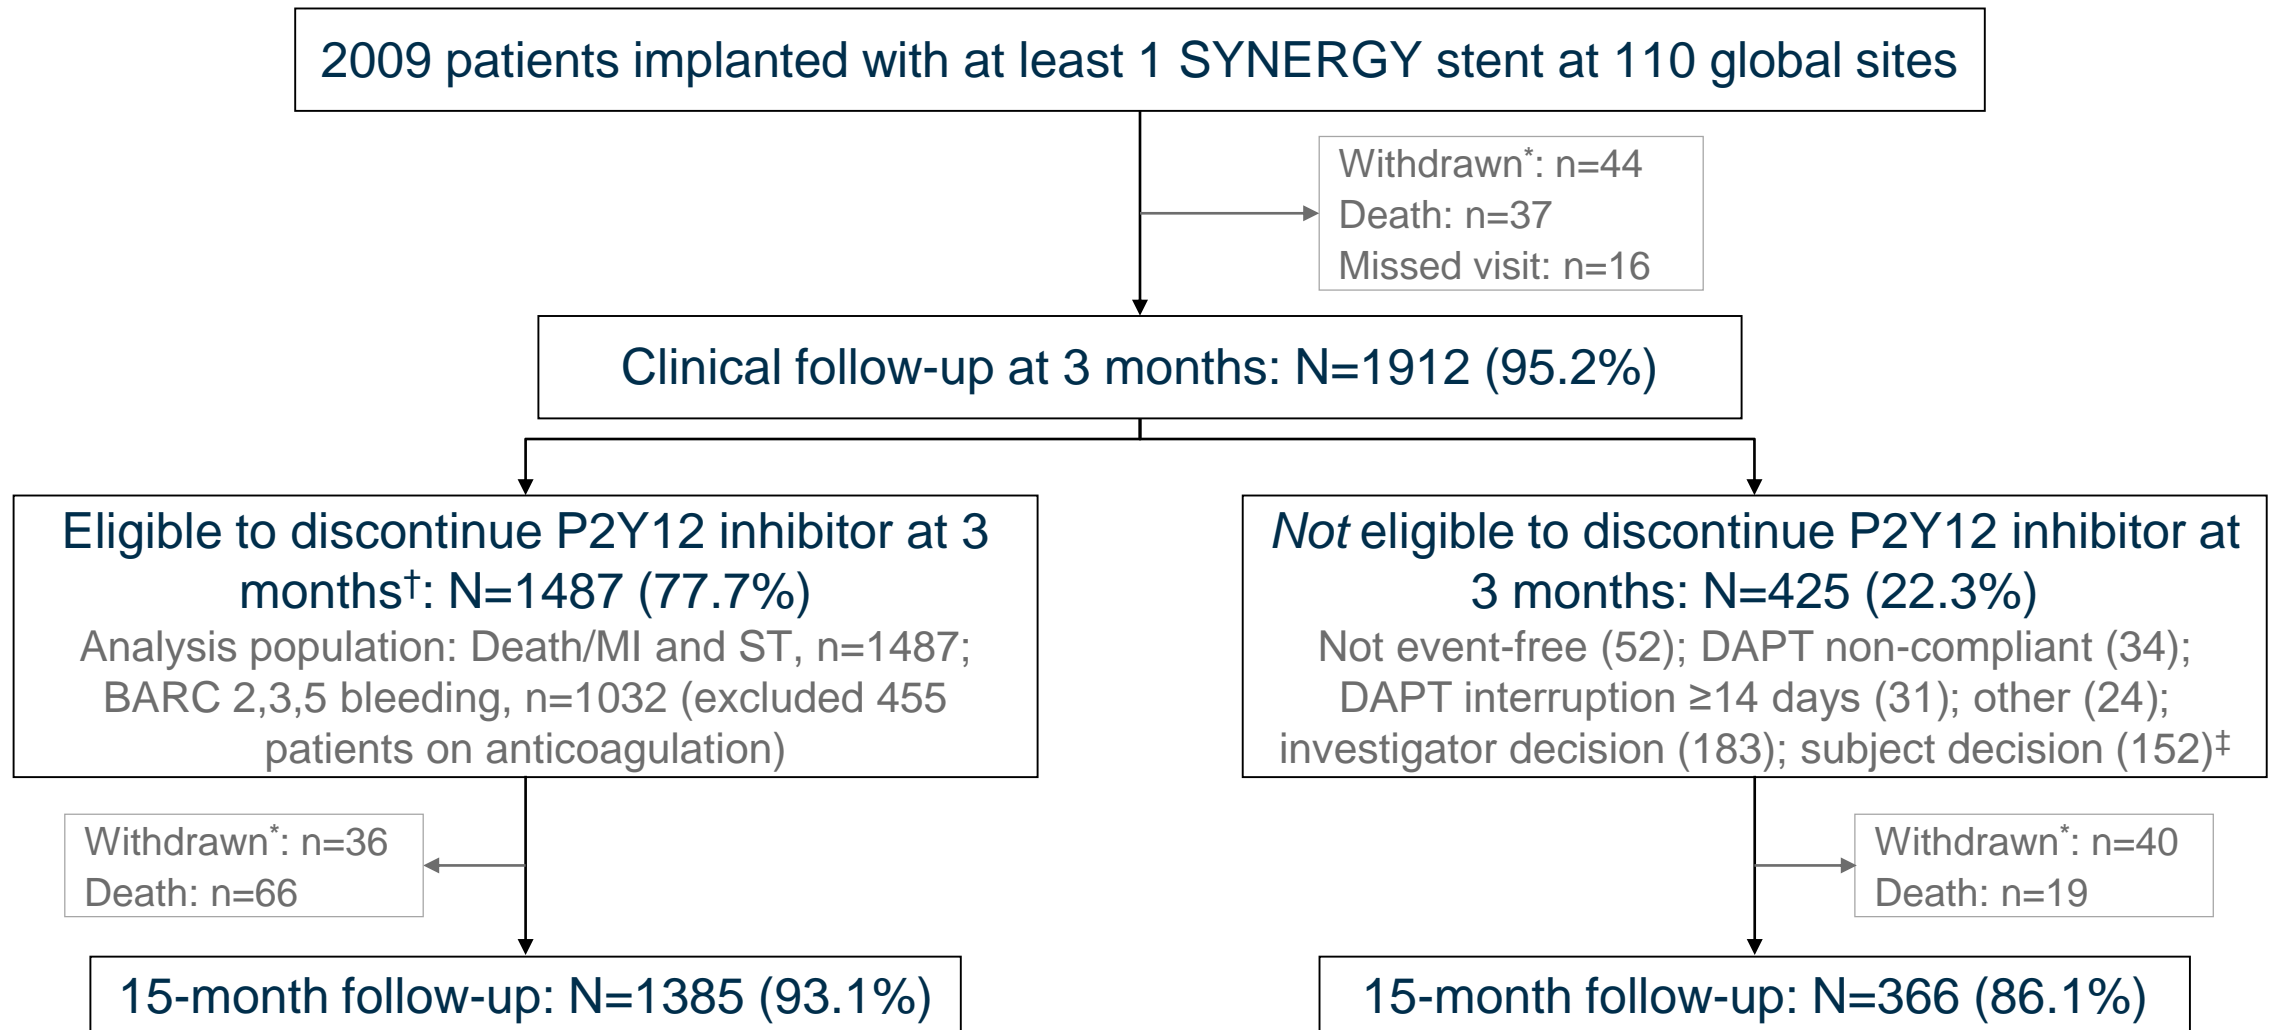 2009 patients implanted with at least 1 SYNERGY stent at 110 global sites
Withdrawn*: n=44
Death: n=37
Missed visit: n=16
Clinical follow-up at 3 months: N=1912 (95.2%)
Eligible to discontinue P2Y12 inhibitor at 3
months†: N=1487 (77.7%)
Analysis population: Death/MI and ST, n=1487;
BARC 2,3,5 bleeding, n=1032 (excluded 455
patients on anticoagulation)
Not eligible to discontinue P2Y12 inhibitor at
3 months: N=425 (22.3%)
Not event-free (52); DAPT non-compliant (34);
DAPT interruption ≥14 days (31); other (24);
investigator decision (183); subject decision (152)‡
Withdrawn*: n=36
Death: n=66
Withdrawn*: n=40
Death: n=19
15-month follow-up: N=1385 (93.1%)
15-month follow-up: N=366 (86.1%)